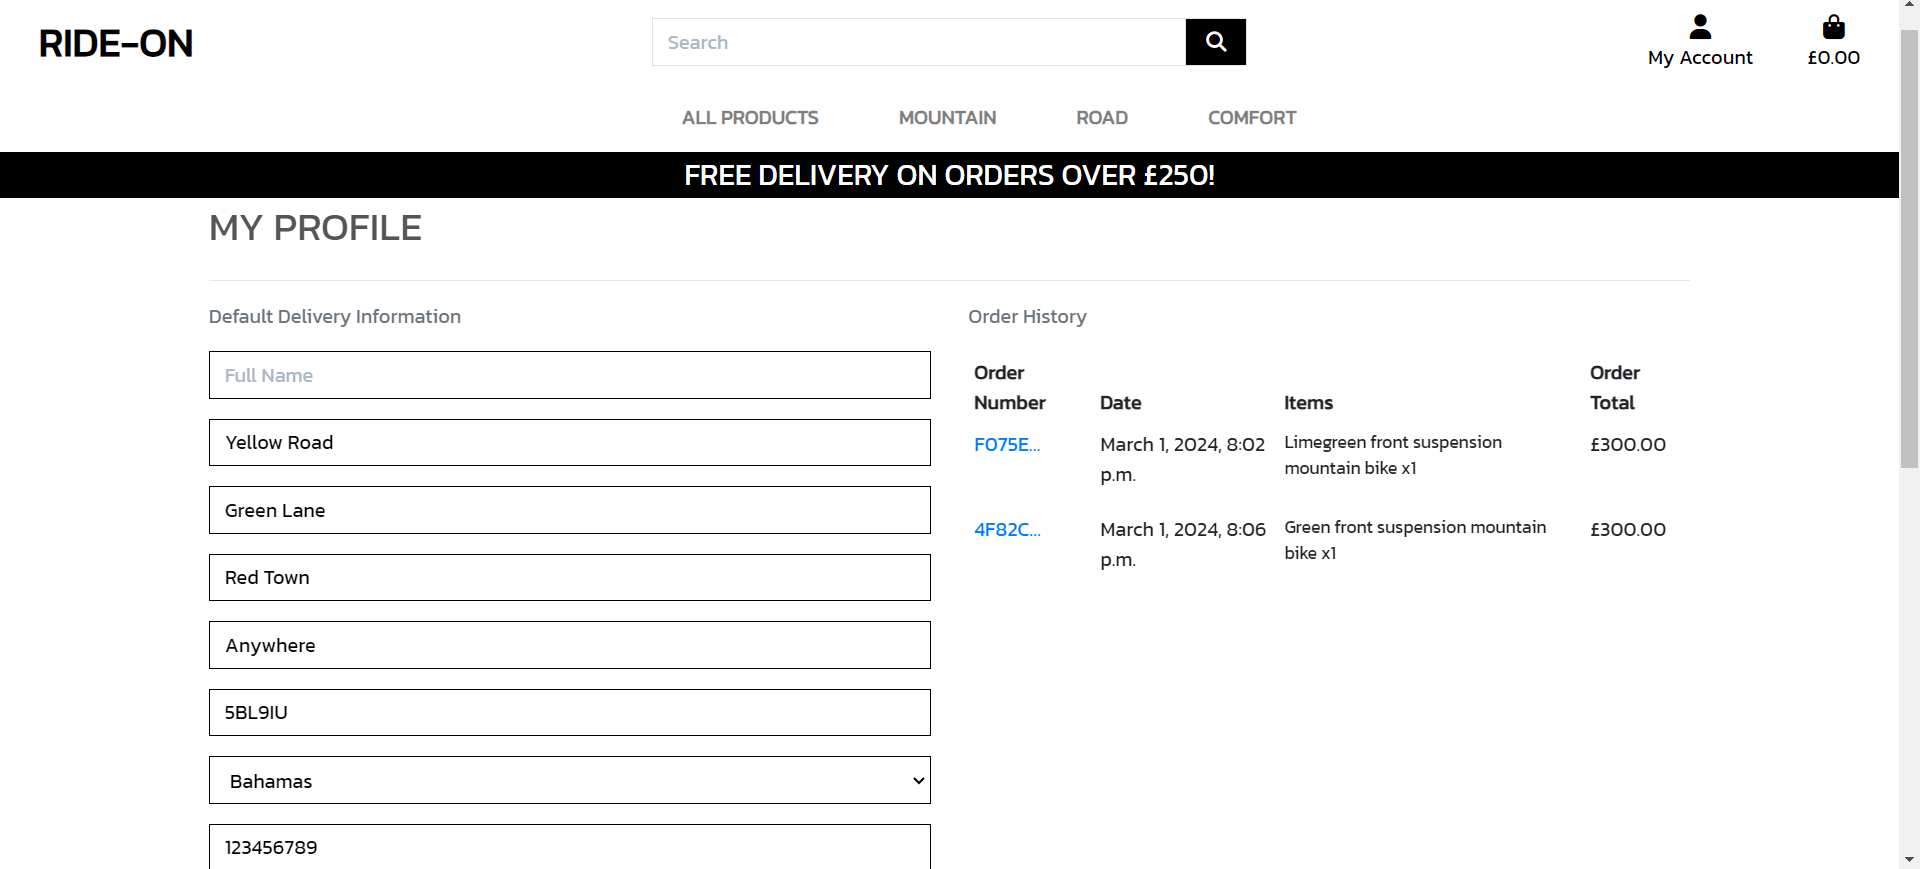 RIDE-ON
Search
My Account
£0.00
ALL PRODUCTS
MOUNTAIN
ROAD
COMFORT
FREE DELIVERY ON ORDERS OVER £250!
MY PROFILE
Default Delivery Information
Full Name
Yellow Road
Green Lane
Red Town
Anywhere
5BL9IU
Bahamas
123456789
Order History
Order
Number
Date
Items
Order
Total
F075E...
March 1, 2024, 8:02
p.m.
Limegreen front suspension
mountain bike x1
£300.00
4F82C...
March 1, 2024, 8:06
p.m.
Green front suspension mountain
bike x1
£300.00